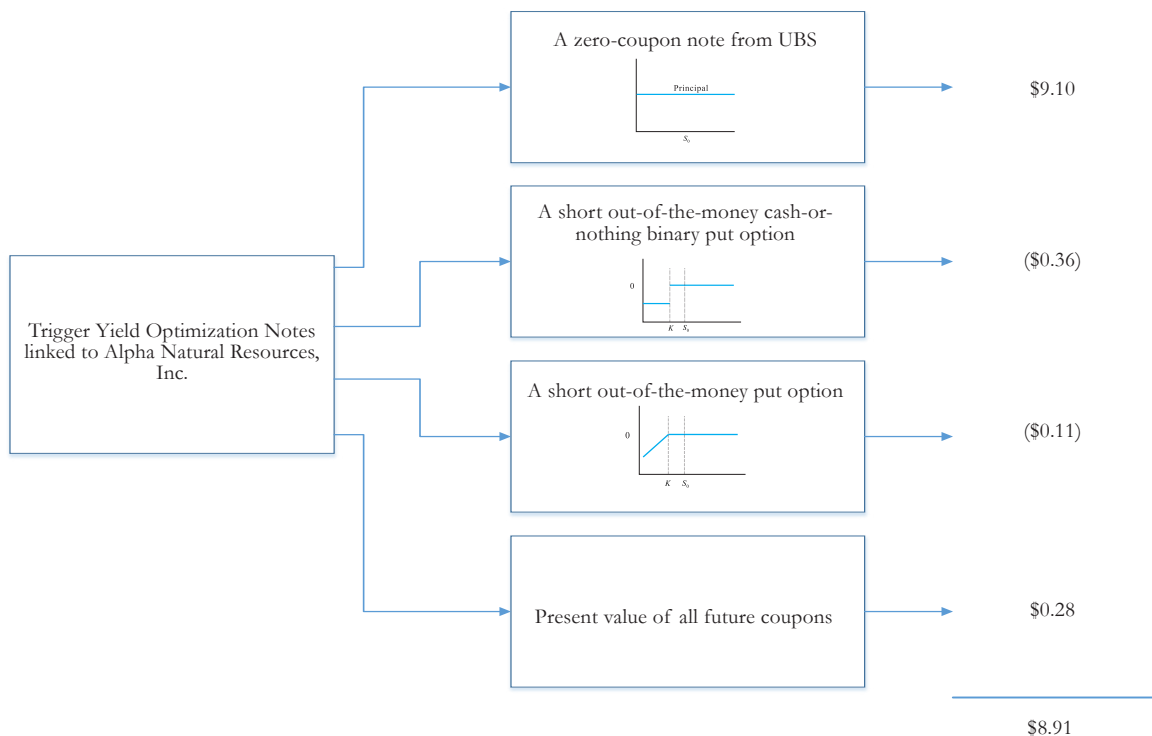 A zero-coupon note from UBS
Principal
S₀
$9.10
A short out-of-the-money cash-or-
nothing binary put option
0
K
S₀
($0.36)
Trigger Yield Optimization Notes
linked to Alpha Natural Resources,
Inc.
A short out-of-the-money put option
0
K
S₀
($0.11)
Present value of all future coupons
$0.28
$8.91